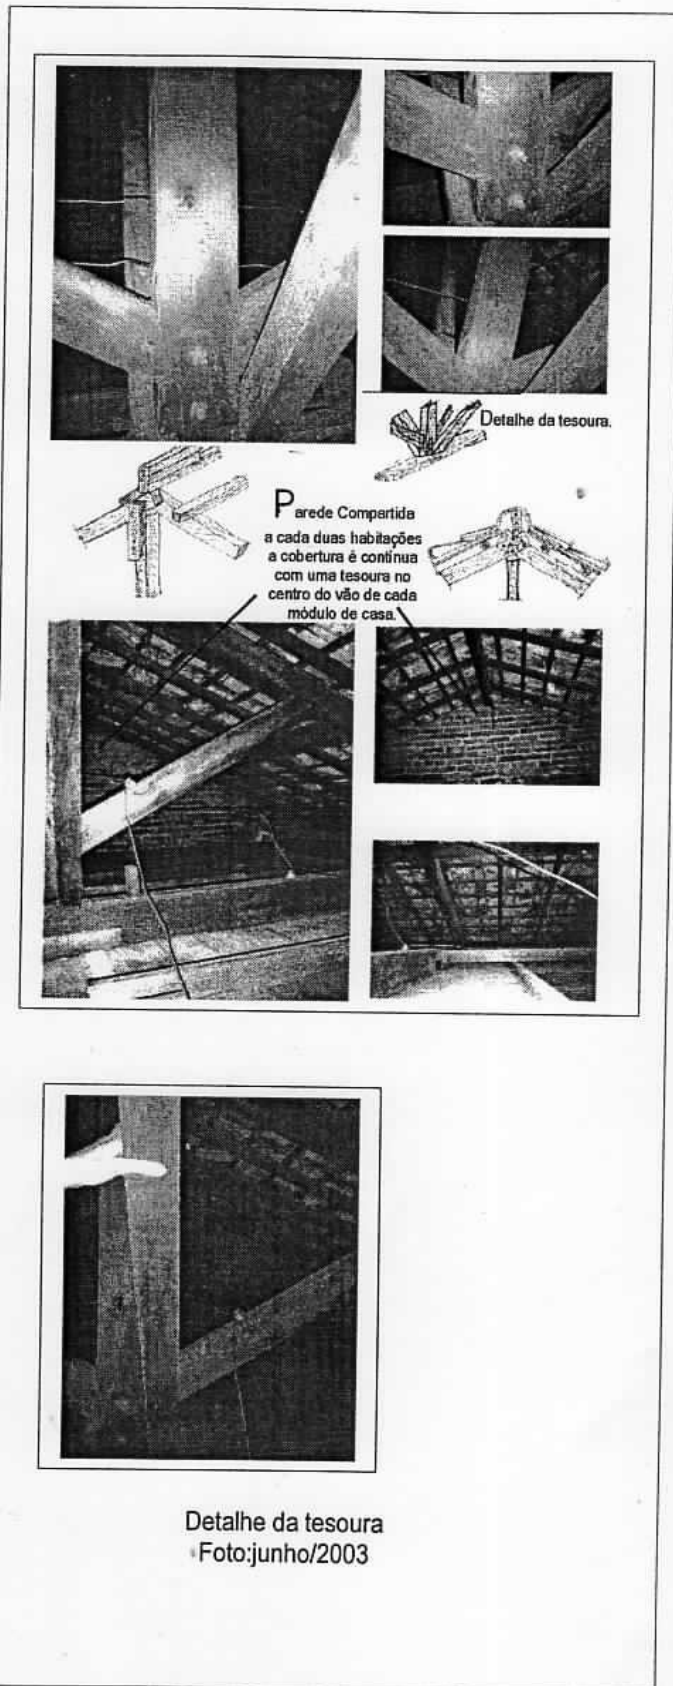 Detalhe da tesoura.
Parede Compartida
a cada duas habitações
a cobertura é contínua
com uma tesoura no
centro do vão de cada
módulo de casa.
Detalhe da tesoura
Foto:junho/2003